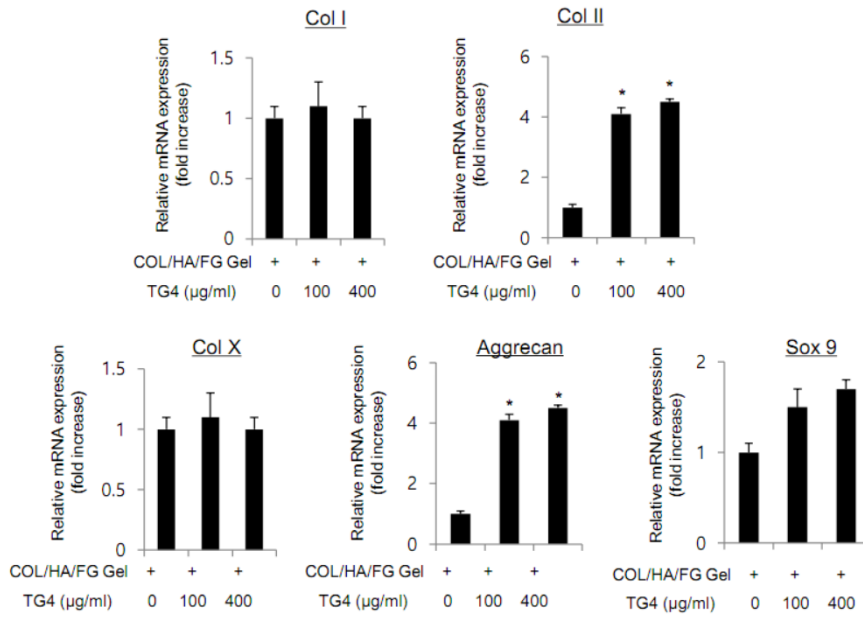 Col I
Relative mRNA expression
(fold increase)
1.5
1
0.5
0
COL/HA/FG Gel + + +
TG4 (µg/ml) 0 100 400
Col II
Relative mRNA expression
(fold increase)
6
4
2
0
* *
COL/HA/FG Gel + + +
TG4 (µg/ml) 0 100 400
Col X
Relative mRNA expression
(fold increase)
1.5
1
0.5
0
COL/HA/FG Gel + + +
TG4 (µg/ml) 0 100 400
Aggrecan
Relative mRNA expression
(fold increase)
6
4
2
0
* *
COL/HA/FG Gel + + +
TG4 (µg/ml) 0 100 400
Sox 9
Relative mRNA expression
(fold increase)
2
1
0
COL/HA/FG Gel + + +
TG4 (µg/ml) 0 100 400